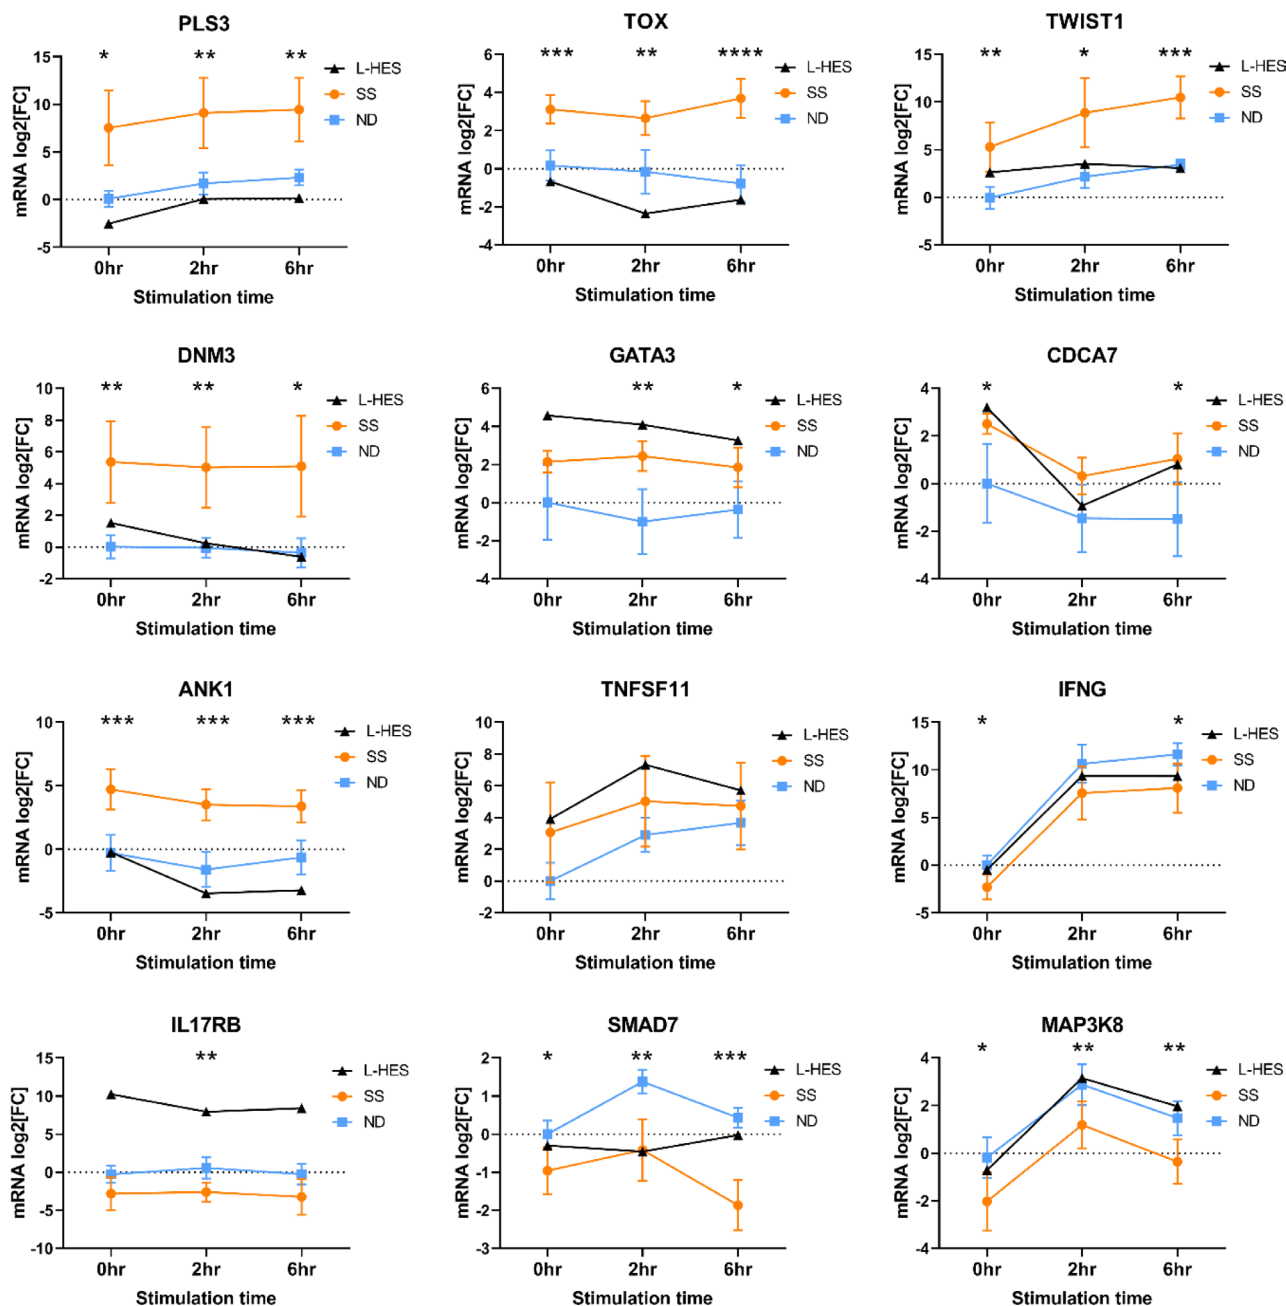 PLS3
* ** **
mRNA log2[FC]
15
10
5
0
-5
L-HES
SS
ND
0hr 2hr 6hr
Stimulation time
TOX
*** ** ****
mRNA log2[FC]
6
4
2
0
-2
-4
L-HES
SS
ND
0hr 2hr 6hr
Stimulation time
TWIST1
** * ***
mRNA log2[FC]
15
10
5
0
-5
L-HES
SS
ND
0hr 2hr 6hr
Stimulation time
DNM3
** ** *
mRNA log2[FC]
10
8
6
4
2
0
-2
L-HES
SS
ND
0hr 2hr 6hr
Stimulation time
GATA3
** *
mRNA log2[FC]
6
4
2
0
-2
-4
L-HES
SS
ND
0hr 2hr 6hr
Stimulation time
CDCA7
* *
mRNA log2[FC]
4
2
0
-2
-4
L-HES
SS
ND
0hr 2hr 6hr
Stimulation time
ANK1
*** *** ***
mRNA log2[FC]
10
5
0
-5
L-HES
SS
ND
0hr 2hr 6hr
Stimulation time
TNFSF11
mRNA log2[FC]
10
8
6
4
2
0
-2
L-HES
SS
ND
0hr 2hr 6hr
Stimulation time
IFNG
* *
mRNA log2[FC]
15
10
5
0
-5
L-HES
SS
ND
0hr 2hr 6hr
Stimulation time
IL17RB
**
mRNA log2[FC]
15
10
5
0
-5
-10
L-HES
SS
ND
0hr 2hr 6hr
Stimulation time
SMAD7
* ** ***
mRNA log2[FC]
2
1
0
-1
-2
-3
L-HES
SS
ND
0hr 2hr 6hr
Stimulation time
MAP3K8
* ** **
mRNA log2[FC]
4
2
0
-2
-4
L-HES
SS
ND
0hr 2hr 6hr
Stimulation time